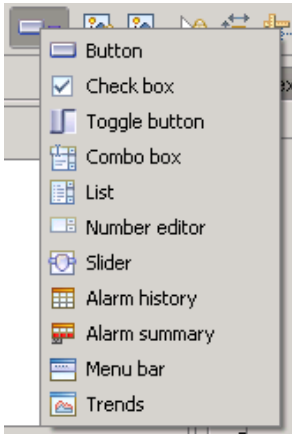 Button
Check box
Toggle button
Combo box
List
Number editor
Slider
Alarm history
Alarm summary
Menu bar
Trends